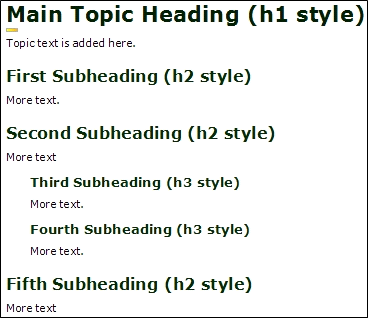 Main Topic Heading (h1 style)
Topic text is added here.
First Subheading (h2 style)
More text.
Second Subheading (h2 style)
More text
Third Subheading (h3 style)
More text.
Fourth Subheading (h3 style)
More text.
Fifth Subheading (h2 style)
More text